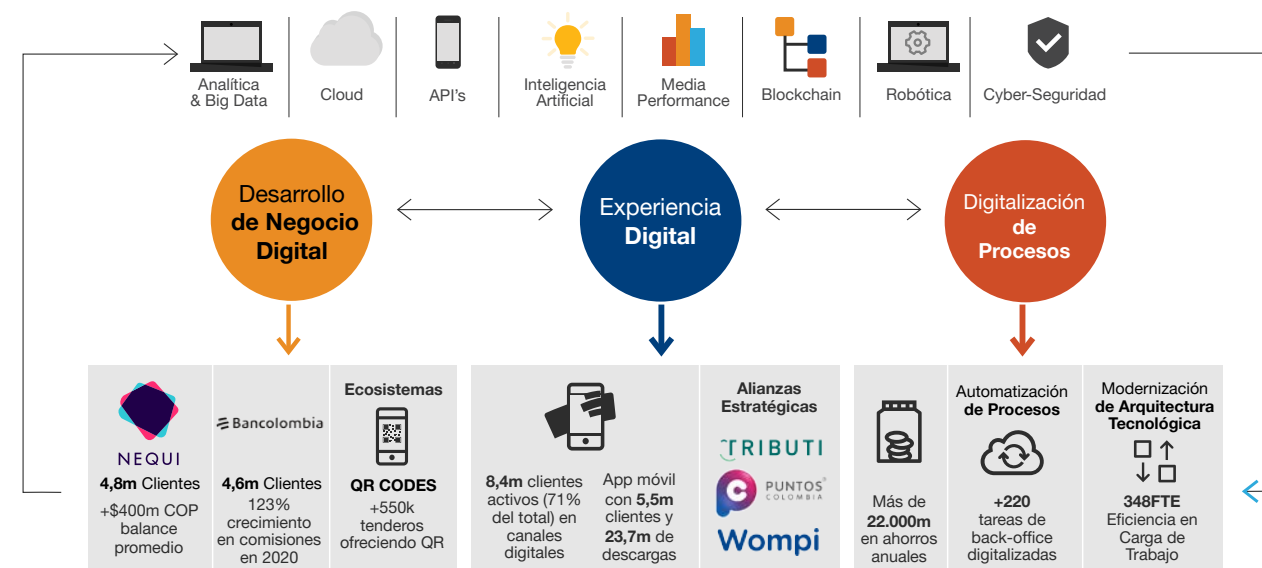 Analítica
& Big Data
Cloud
API's
Inteligencia
Artificial
Media
Performance
Blockchain
Robótica
Cyber-Seguridad
Desarrollo
de Negocio
Digital
Experiencia
Digital
Digitalización
de
Procesos
NEQUI
4,8m Clientes
+$400m COP
balance
promedio
Bancolombia
4,6m Clientes
123%
crecimiento
en comisiones
en 2020
Ecosistemas
QR CODES
+550k
tenderos
ofreciendo QR
8,4m clientes
activos (71%
del total) en
canales
digitales
App móvil
con 5,5m
clientes y
23,7m de
descargas
Alianzas
Estratégicas
TRIBUTI
PUNTOS
COLOMBIA
Wompi
Más de
22.000m
en ahorros
anuales
Automatización
de Procesos
+220
tareas de
back-office
digitalizadas
Modernización
de Arquitectura
Tecnológica
348FTE
Eficiencia en
Carga de
Trabajo